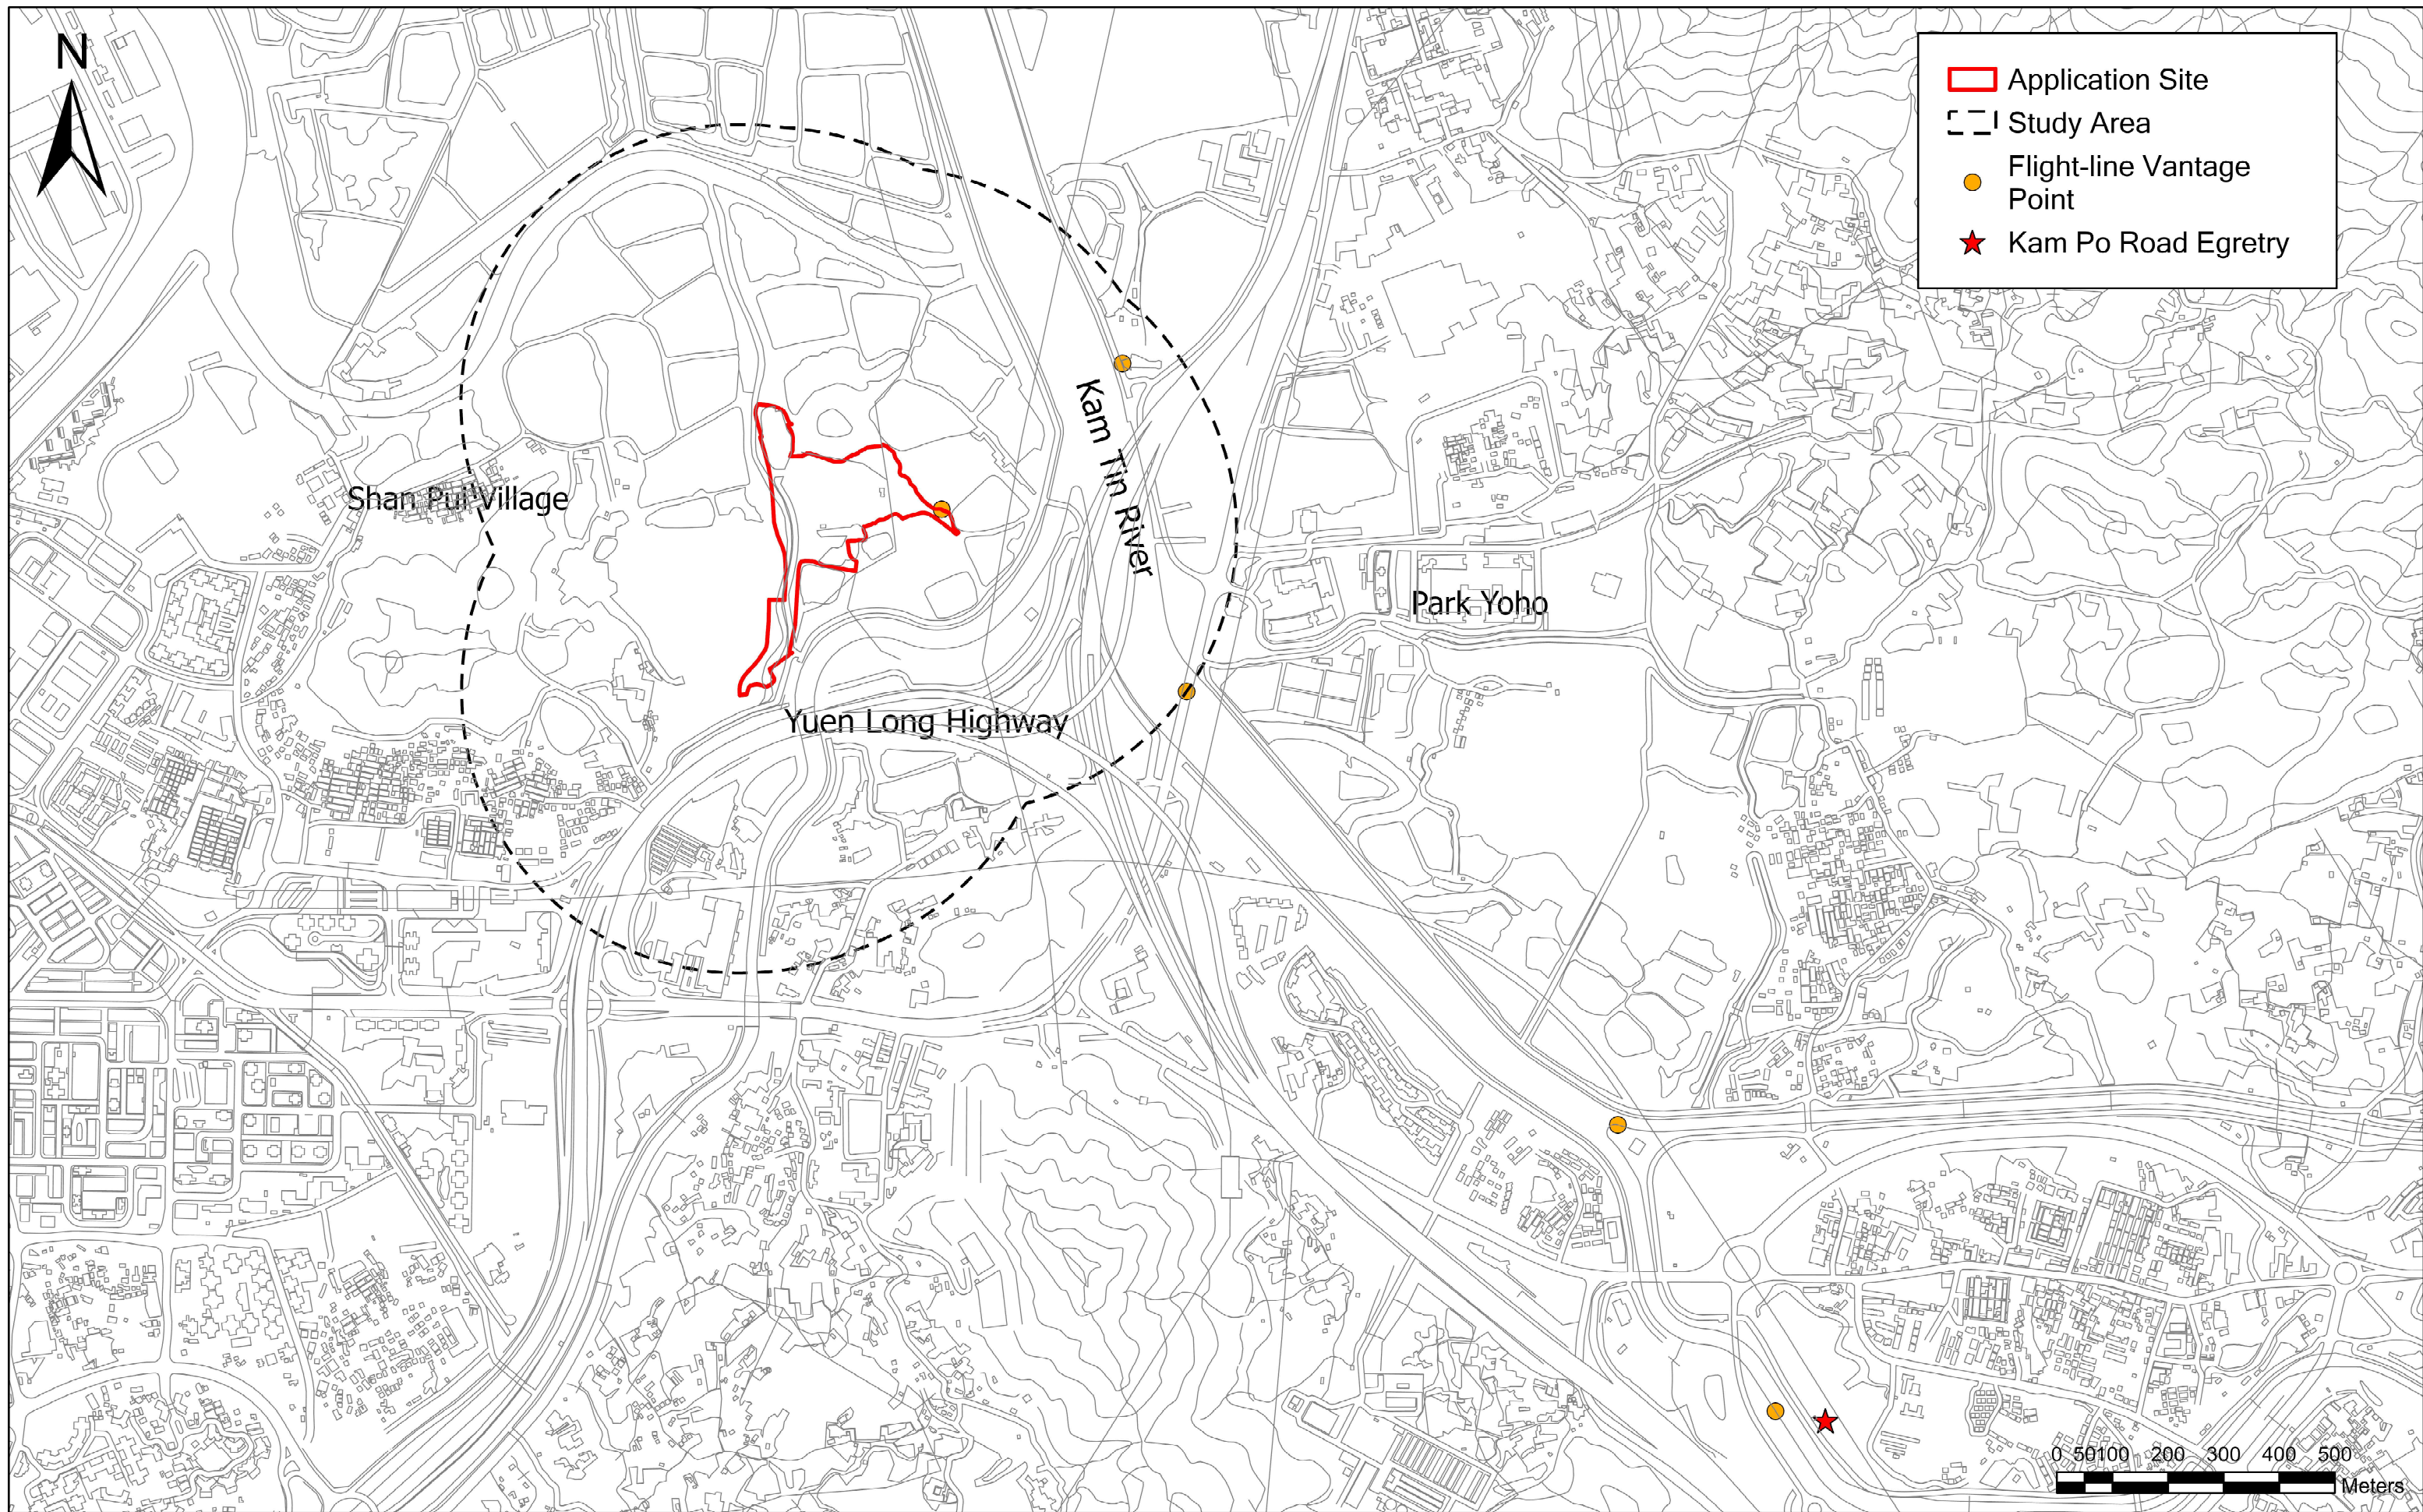 N
Application Site
Study Area
Flight-line Vantage
Point
Kam Po Road Egretry
Kam Tin River
Shan Pui Village
Park Yoho
Yuen Long Highway
0 50100 200 300 400 500
Meters